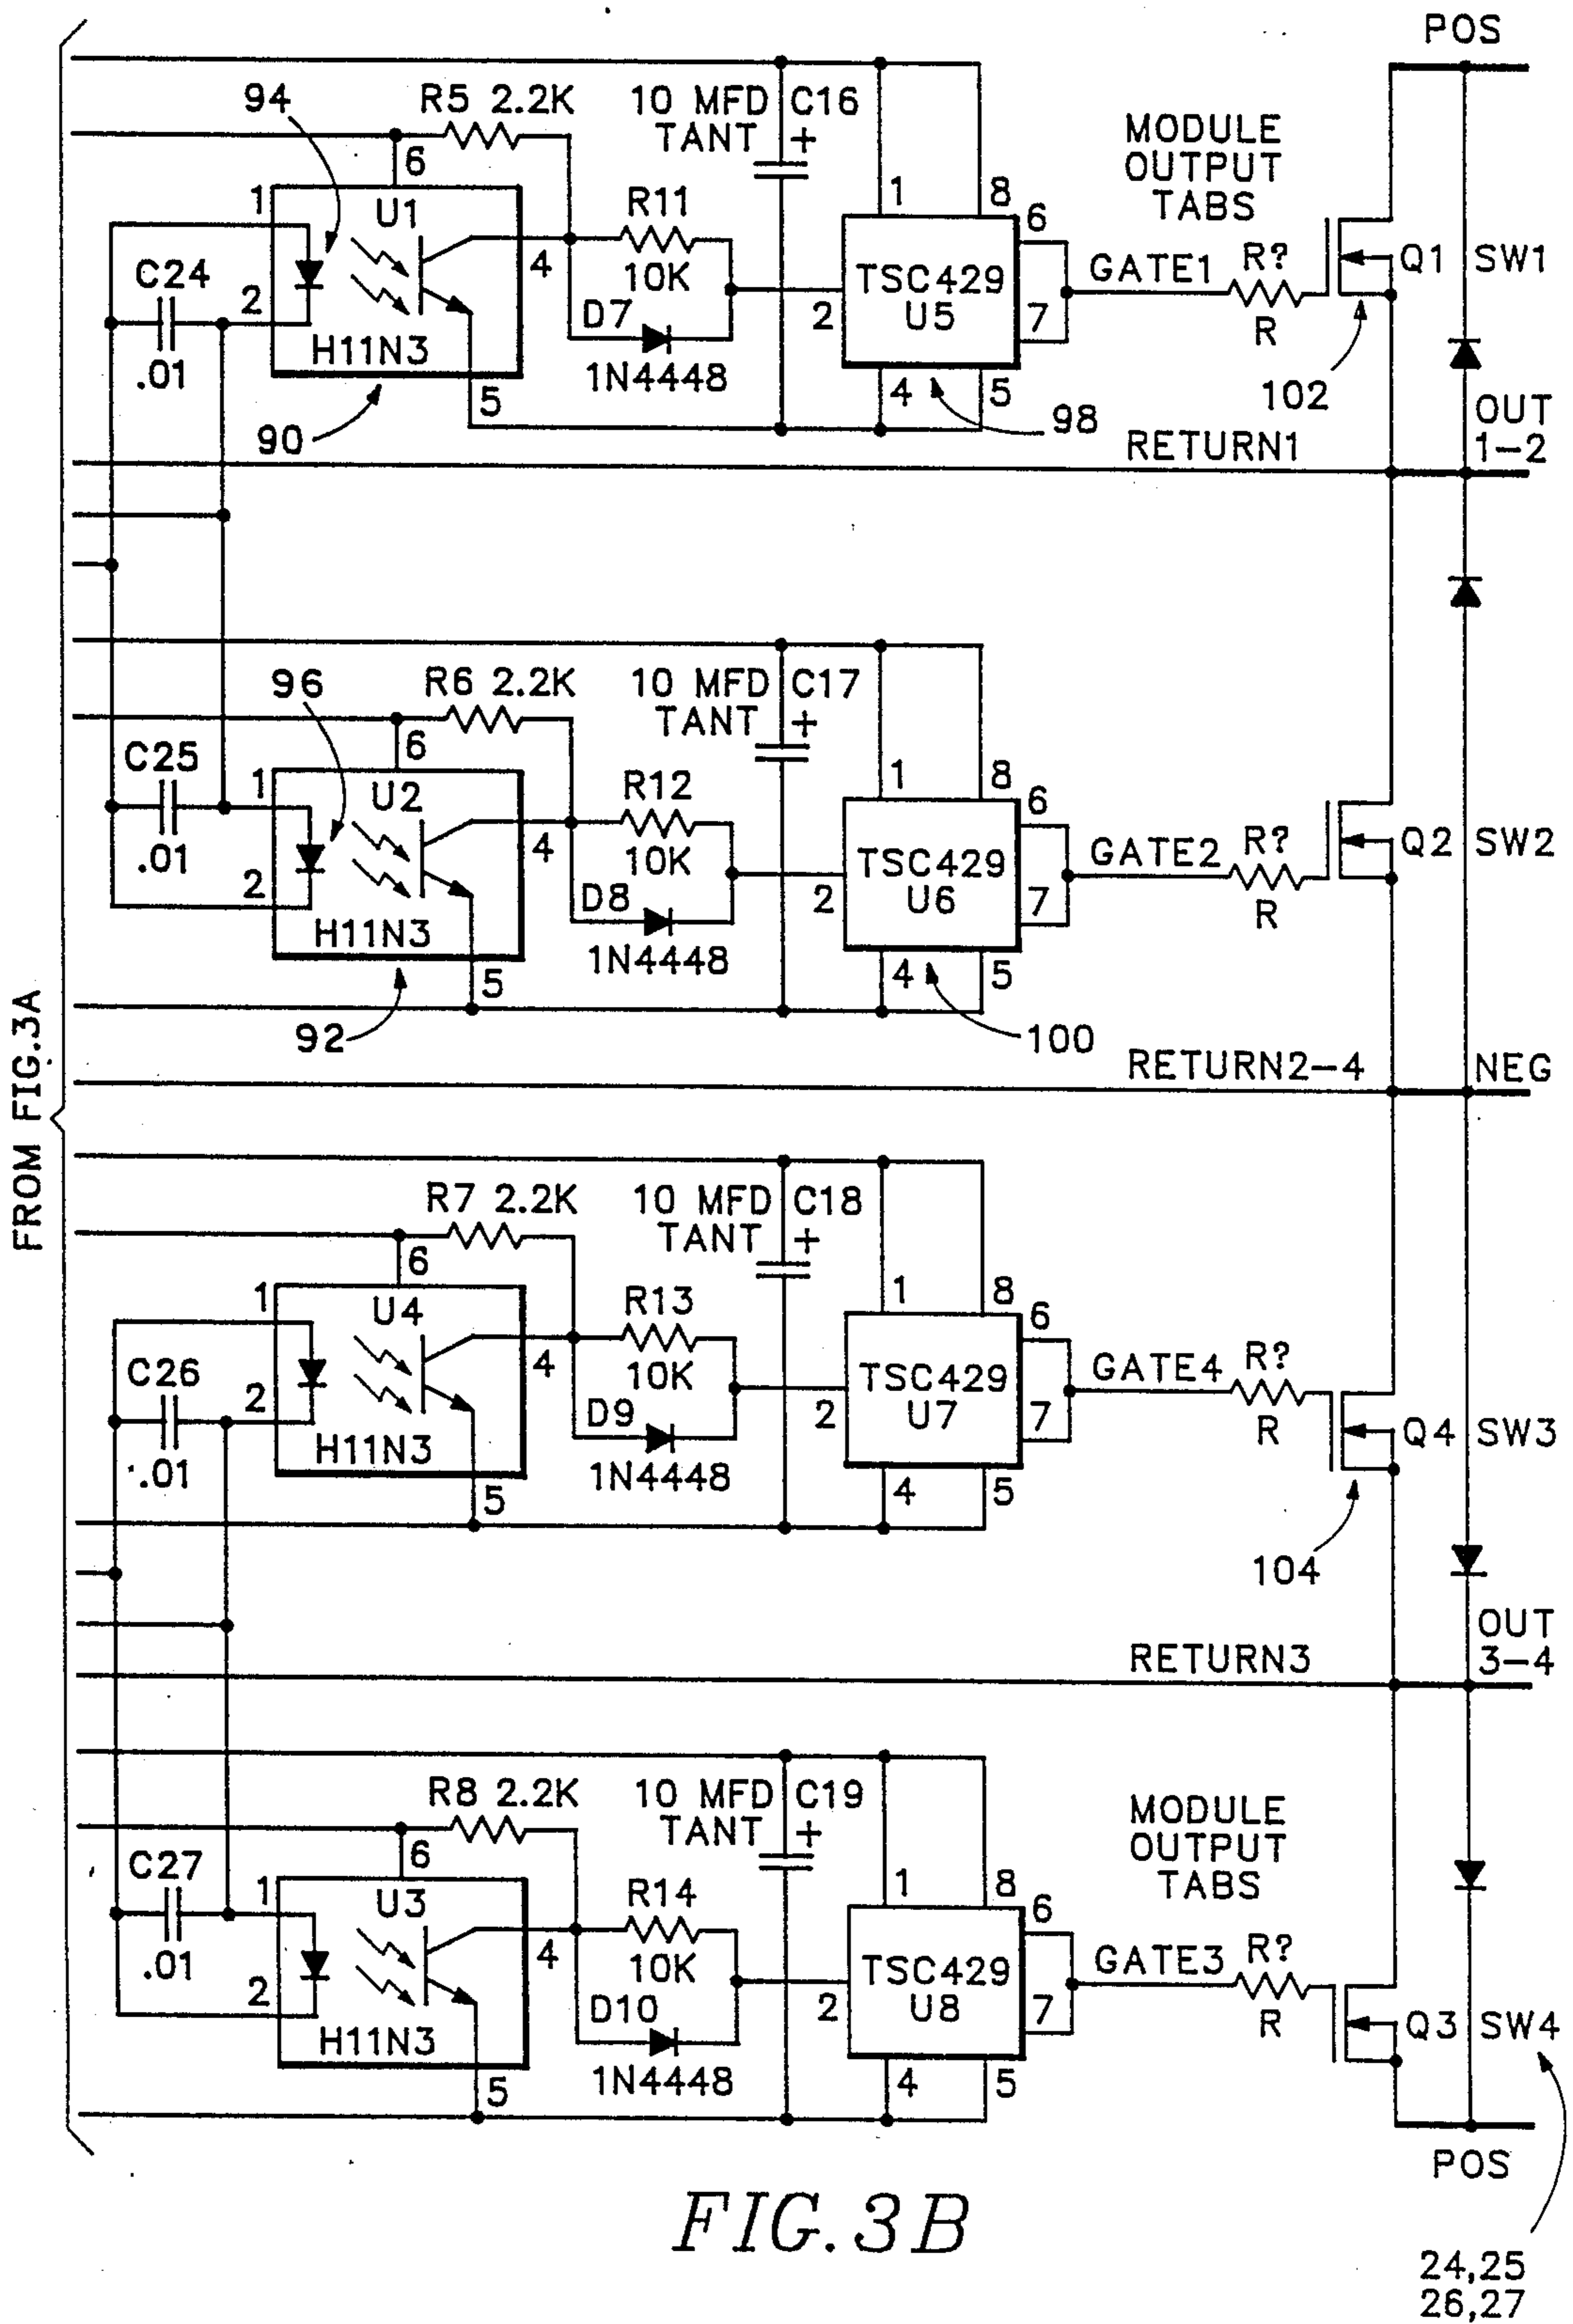 POS
94
R5 2.2K
10 MFD C16
TANT +
MODULE
OUTPUT
TABS
6
1
U1
R11
1
8
6
C24
4
10K
TSC429
U5
GATE1
R?
Q1
SW1
2
D7
2
7
R
.01
H11N3
1N4448
5
4
5
102
OUT
1-2
90
98
RETURN1
96
R6 2.2K
10 MFD C17
TANT +
6
C25
1
U2
R12
1
8
6
.01
4
10K
TSC429
U6
GATE2
R?
Q2
SW2
2
D8
2
7
R
H11N3
1N4448
5
4
5
92
100
FROM FIG.3A
RETURN2-4
NEG
R7 2.2K
10 MFD C18
TANT +
6
1
U4
R13
1
8
6
C26
4
10K
TSC429
U7
GATE4
R?
Q4
SW3
2
D9
2
7
R
.01
H11N3
1N4448
5
4
5
104
OUT
3-4
RETURN3
R8 2.2K
10 MFD C19
TANT +
MODULE
OUTPUT
TABS
6
C27
1
U3
R14
1
8
6
.01
4
10K
TSC429
U8
GATE3
R?
Q3
SW4
2
D10
2
7
R
H11N3
1N4448
5
4
5
POS
FIG.3B
24,25
26,27